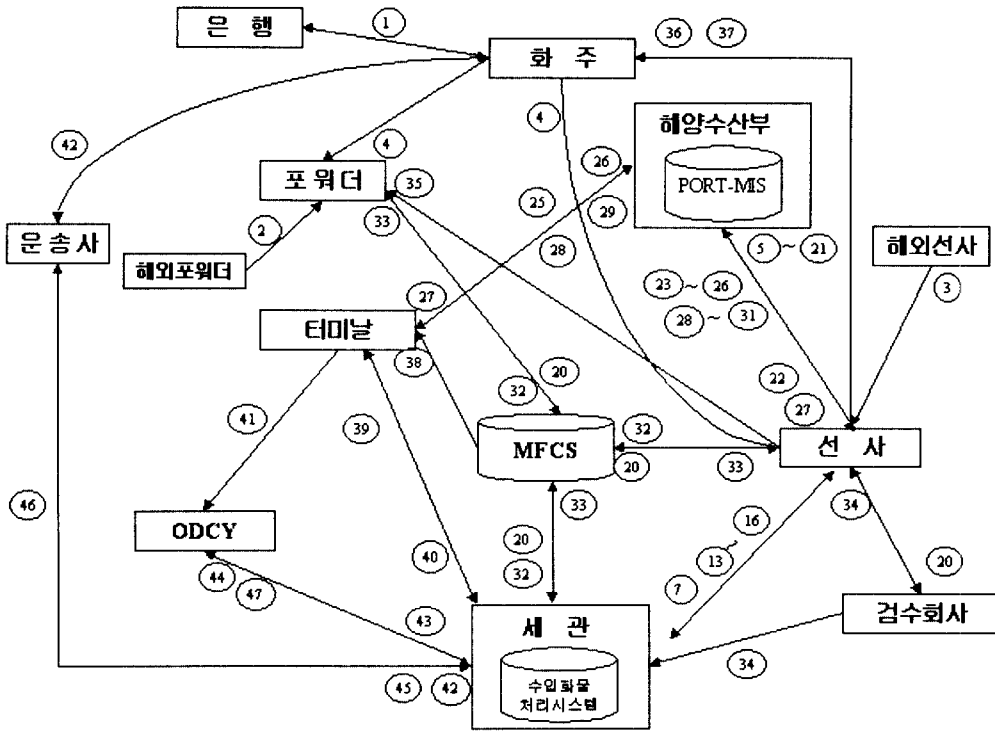 은 행
1
36 37
화 주
42
4
4
해양수산부
PORT-MIS
26
35
포워더
25
29
33
2
운송사
28
5 ~ 21
해외선사
해외포워더
23 ~ 26
3
27
28 ~ 31
터미날
38
20
22
32
27
41
39
32
선 사
MFCS
20
33
46
33
34
16
ODCY
20
~
40
13
20
32
44
7
47
43
검수회사
세 관
34
수입화물
처리시스템
45 42